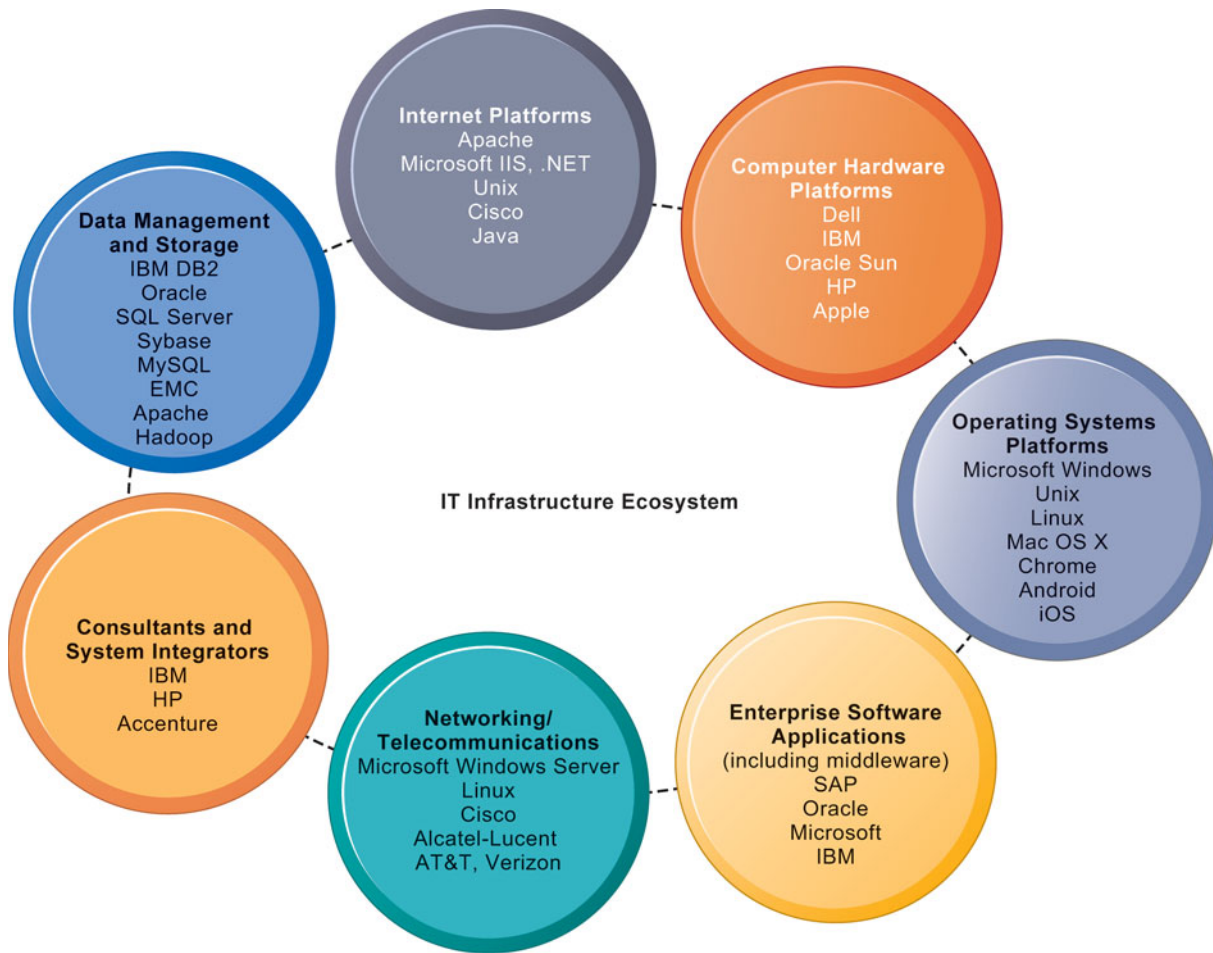 Internet Platforms
Apache
Microsoft IIS, .NET
Unix
Cisco
Java
Computer Hardware
Platforms
Dell
IBM
Oracle Sun
HP
Apple
Data Management
and Storage
IBM DB2
Oracle
SQL Server
Sybase
MySQL
EMC
Apache
Hadoop
Operating Systems
Platforms
Microsoft Windows
Unix
Linux
Mac OS X
Chrome
Android
iOS
IT Infrastructure Ecosystem
Consultants and
System Integrators
IBM
HP
Accenture
Networking/
Telecommunications
Microsoft Windows Server
Linux
Cisco
Alcatel-Lucent
AT&T, Verizon
Enterprise Software
Applications
(including middleware)
SAP
Oracle
Microsoft
IBM